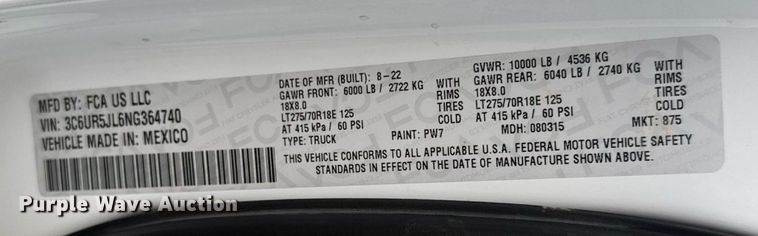 MFD BY: FCA US LLC
VIN: 3C6UR5JL6NG364740
VEHICLE MADE IN: MEXICO
DATE OF MFR (BUILT): 8-22
GAWR FRONT: 6000 LB / 2722 KG WITH
18X8.0 RIMS
LT275/70R18E 125 TIRES
AT 415 kPa / 60 PSI COLD
TYPE: TRUCK PAINT: PW7
GVWR: 10000 LB / 4536 KG
GAWR REAR: 6040 LB / 2740 KG WITH
18X8.0 RIMS
LT275/70R18E 125 TIRES
AT 415 kPa / 60 PSI COLD
MDH: 080315 MKT: 875
THIS VEHICLE CONFORMS TO ALL APPLICABLE U.S.A. FEDERAL MOTOR VEHICLE SAFETY
STANDARDS IN EFFECT ON THE DATE OF MANUFACTURE SHOWN ABOVE.
Purple Wave Auction